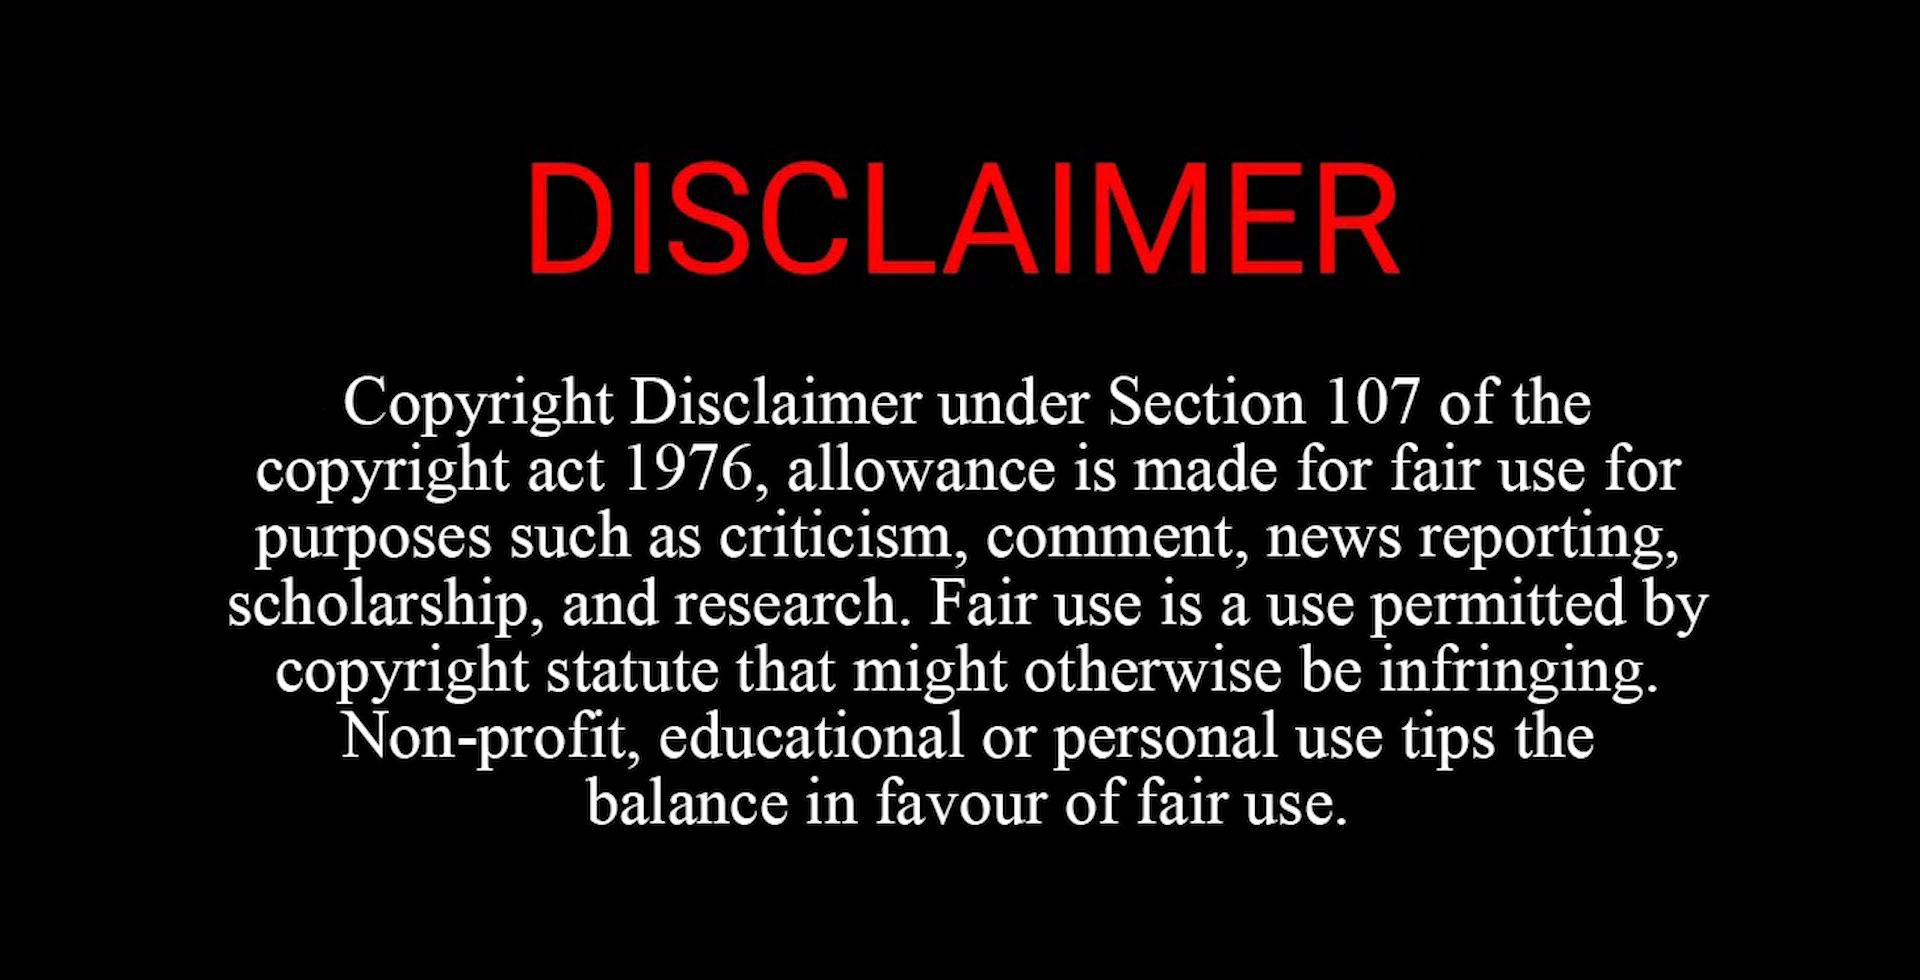 DISCLAIMER
Copyright Disclaimer under Section 107 of the
copyright act 1976, allowance is made for fair use for
purposes such as criticism, comment, news reporting,
scholarship, and research. Fair use is a use permitted by
copyright statute that might otherwise be infringing.
Non-profit, educational or personal use tips the
balance in favour of fair use.